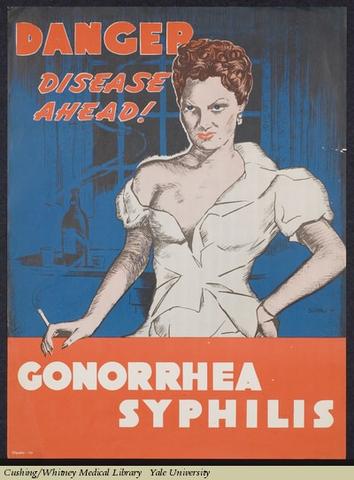 DANGER
DISEASE
AHEAD!
GONORRHEA
SYPHILIS
Cushing/Whitney Medical Library Yale University